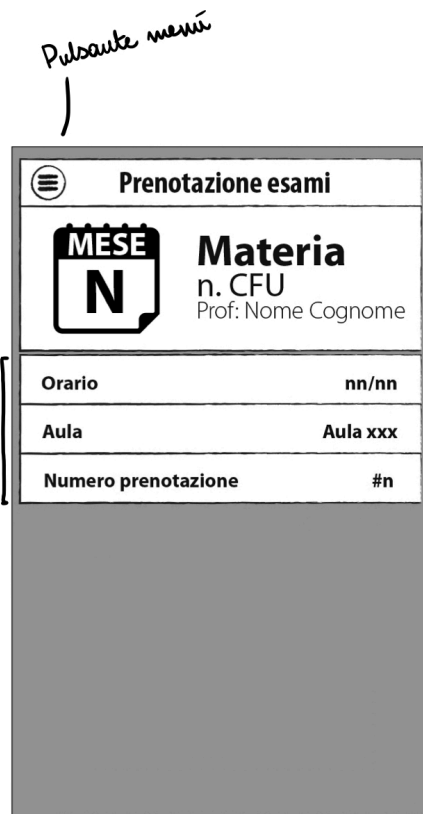 Pulsante menù
Prenotazione esami
MESE
N
Materia
n. CFU
Prof: Nome Cognome
Orario nn/nn
Aula Aula xxx
Numero prenotazione #n